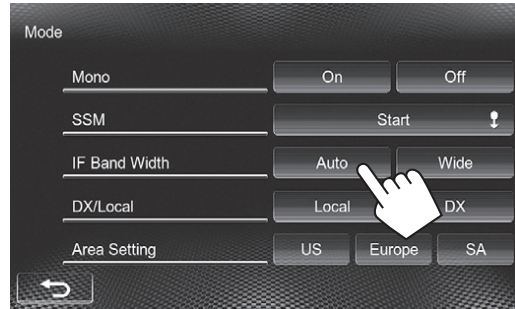 Mode
Mono On Off
SSM Start
IF Band Width Auto Wide
DX/Local Local DX
Area Setting US Europe SA